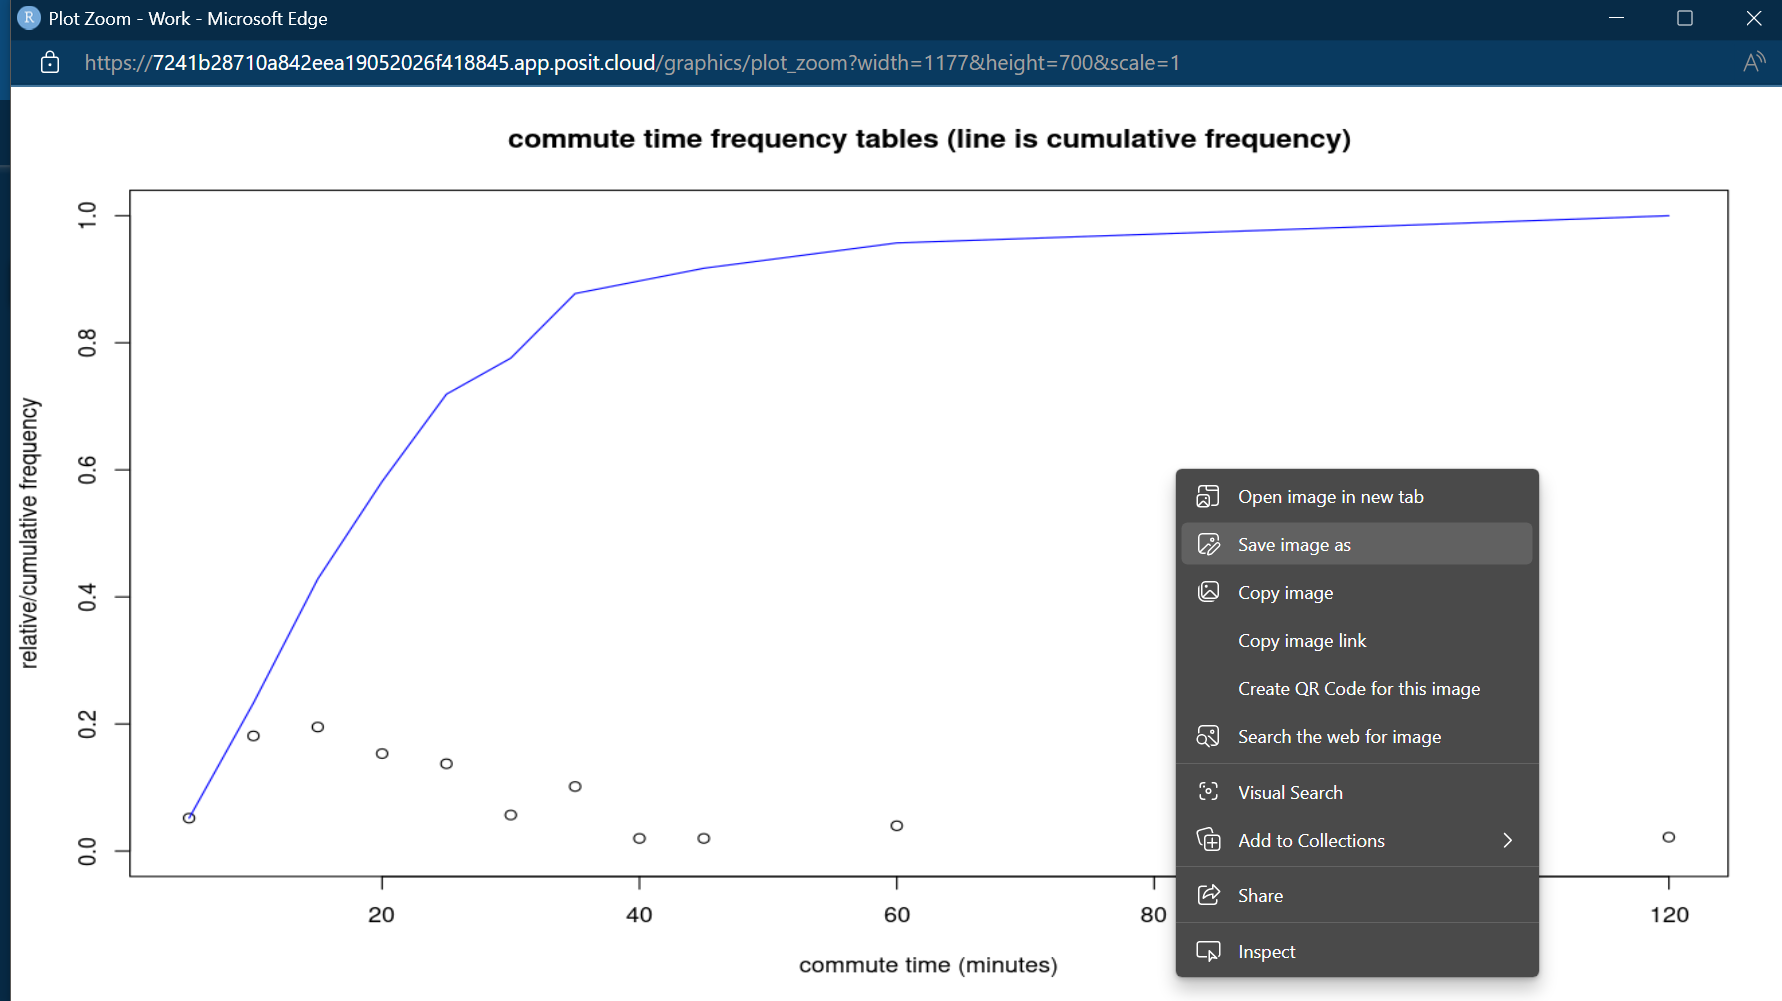 R Plot Zoom - Work - Microsoft Edge
https://7241b28710a842eea19052026f418845.app.posit.cloud/graphics/plot_zoom?width=1177&height=700&scale=1
commute time frequency tables (line is cumulative frequency)
relative/cumulative frequency
1.0
0.8
0.6
0.4
0.2
0.0
20 40 60 80 120
commute time (minutes)
Open image in new tab
Save image as
Copy image
Copy image link
Create QR Code for this image
Search the web for image
Visual Search
Add to Collections
Share
Inspect